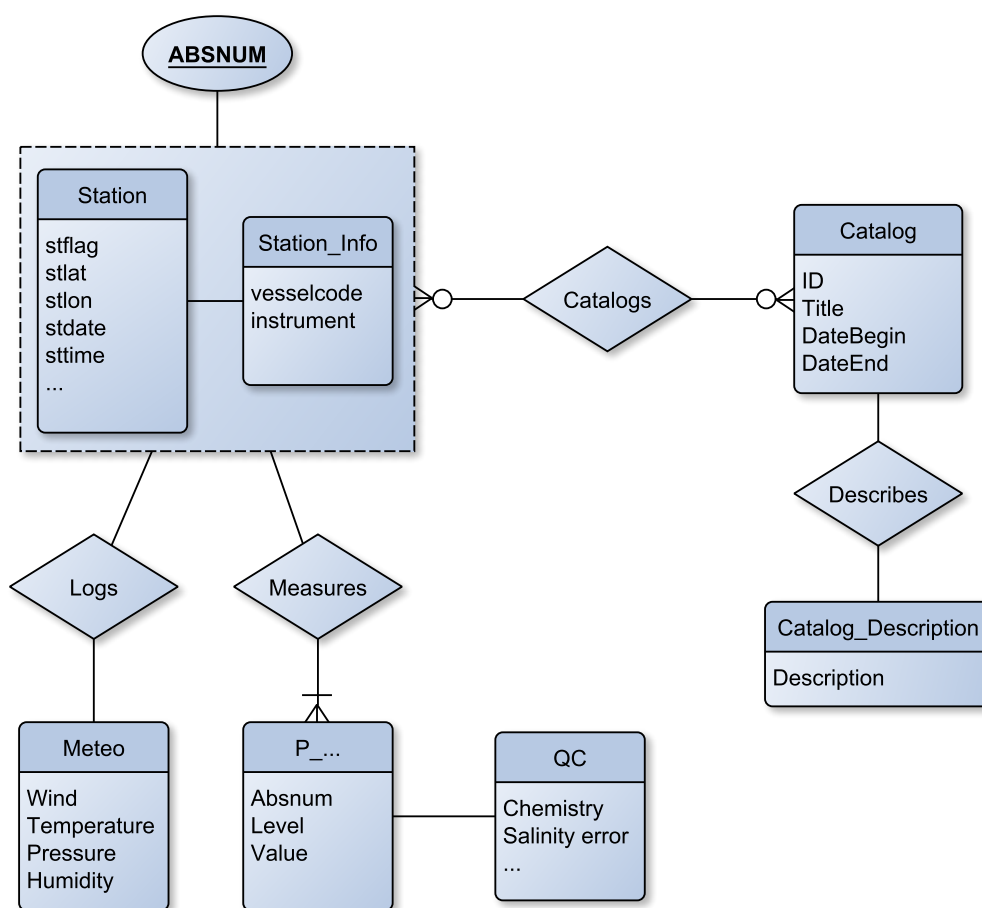 ABSNUM
Station
stflag
stlat
stlon
stdate
sttime
...
Station_Info
vesselcode
instrument
Catalogs
Catalog
ID
Title
DateBegin
DateEnd
Describes
Catalog_Description
Description
Logs
Measures
Meteo
Wind
Temperature
Pressure
Humidity
P_...
Absnum
Level
Value
QC
Chemistry
Salinity error
...